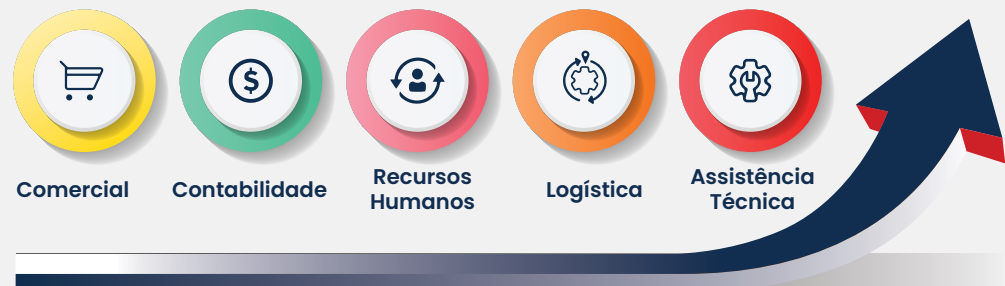 Comercial
Contabilidade
Recursos
Humanos
Logística
Assistência
Técnica